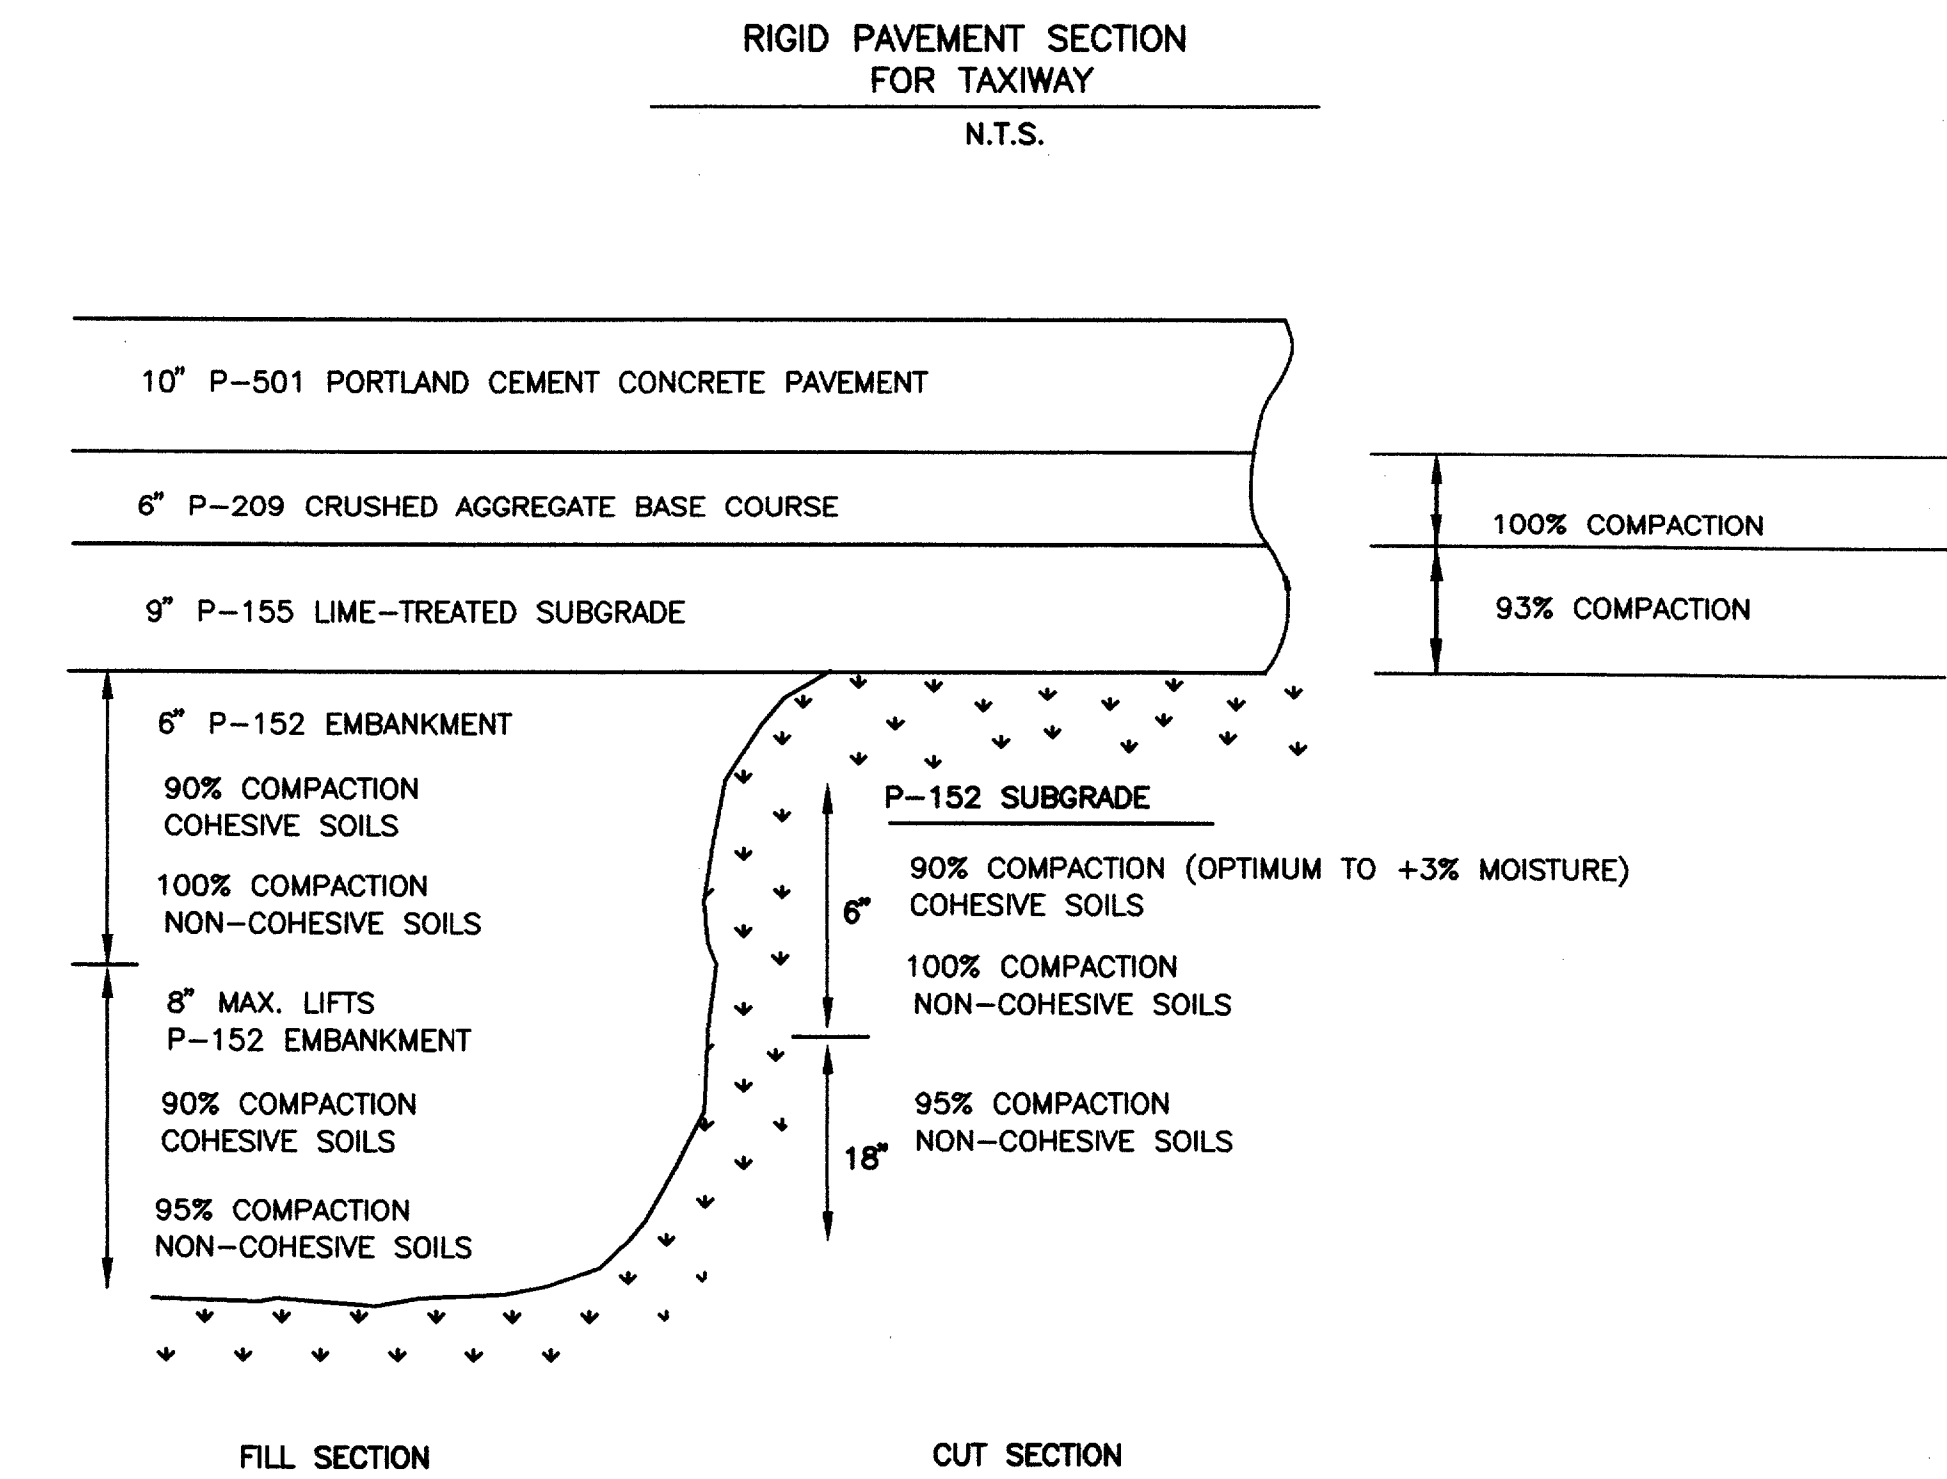 RIGID PAVEMENT SECTION
FOR TAXIWAY
N.T.S.
10" P-501 PORTLAND CEMENT CONCRETE PAVEMENT
6" P-209 CRUSHED AGGREGATE BASE COURSE
100% COMPACTION
9" P-155 LIME-TREATED SUBGRADE
93% COMPACTION
6" P-152 EMBANKMENT
90% COMPACTION
COHESIVE SOILS
100% COMPACTION
NON-COHESIVE SOILS
8" MAX. LIFTS
P-152 EMBANKMENT
90% COMPACTION
COHESIVE SOILS
95% COMPACTION
NON-COHESIVE SOILS
P-152 SUBGRADE
6"
90% COMPACTION (OPTIMUM TO +3% MOISTURE)
COHESIVE SOILS
100% COMPACTION
NON-COHESIVE SOILS
18"
95% COMPACTION
NON-COHESIVE SOILS
FILL SECTION
CUT SECTION